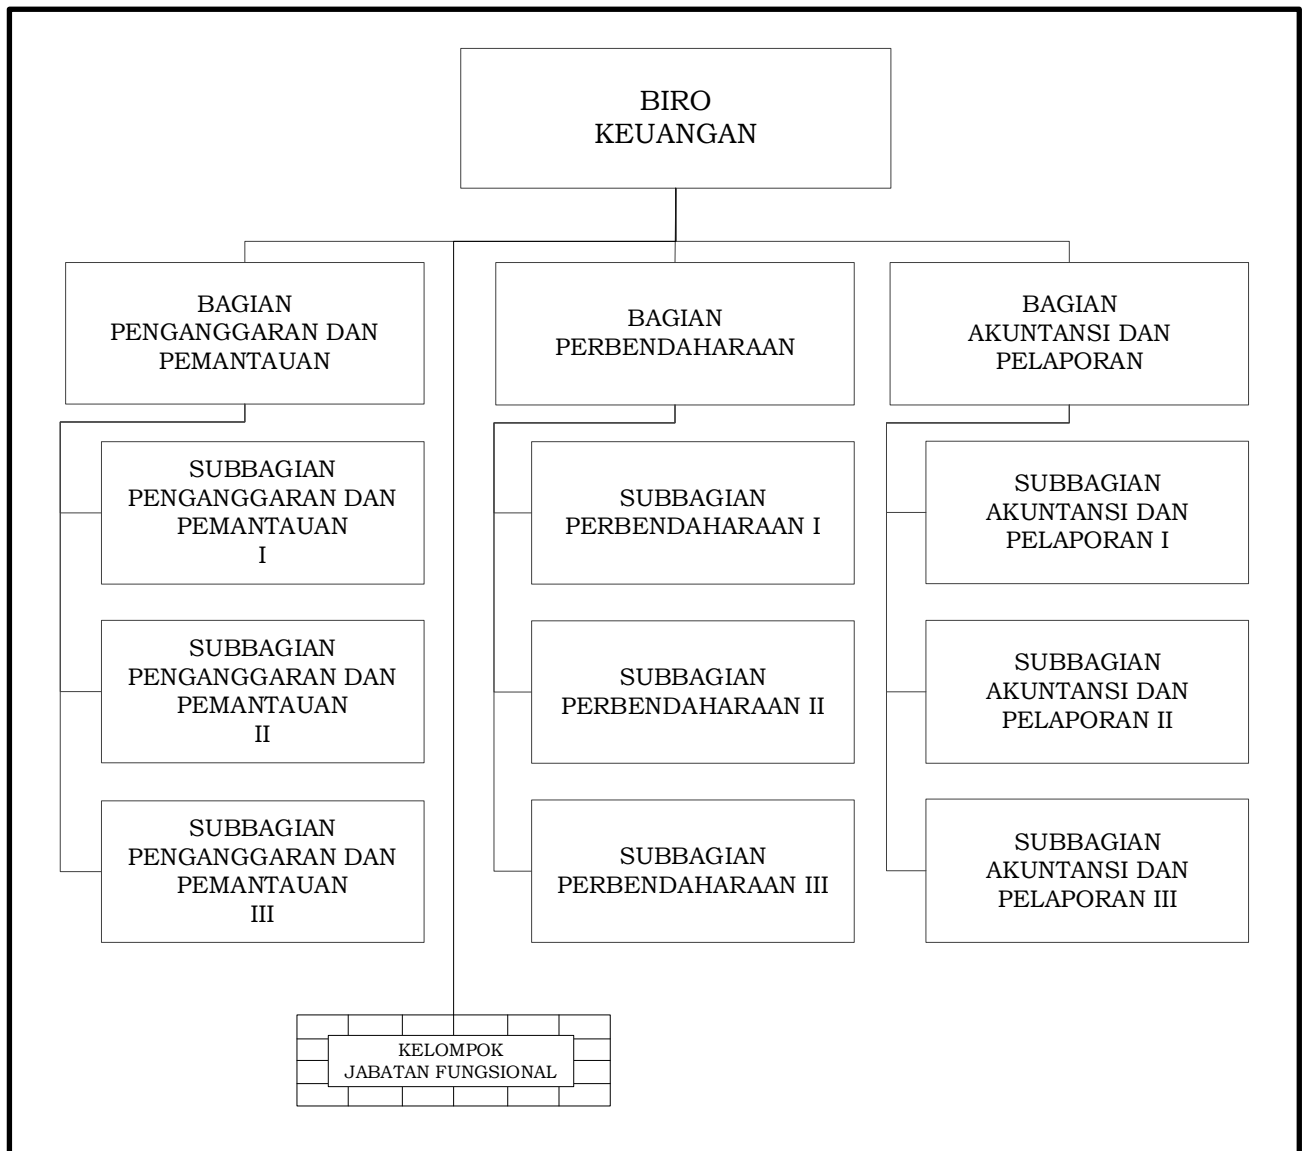 BIRO
KEUANGAN
BAGIAN
PENGANGGARAN DAN
PEMANTAUAN
BAGIAN
PERBENDAHARAAN
BAGIAN
AKUNTANSI DAN
PELAPORAN
SUBBAGIAN
PENGANGGARAN DAN
PEMANTAUAN
I
SUBBAGIAN
PERBENDAHARAAN I
SUBBAGIAN
AKUNTANSI DAN
PELAPORAN I
SUBBAGIAN
PENGANGGARAN DAN
PEMANTAUAN
II
SUBBAGIAN
PERBENDAHARAAN II
SUBBAGIAN
AKUNTANSI DAN
PELAPORAN II
SUBBAGIAN
PENGANGGARAN DAN
PEMANTAUAN
III
SUBBAGIAN
PERBENDAHARAAN III
SUBBAGIAN
AKUNTANSI DAN
PELAPORAN III
KELOMPOK
JABATAN FUNGSIONAL